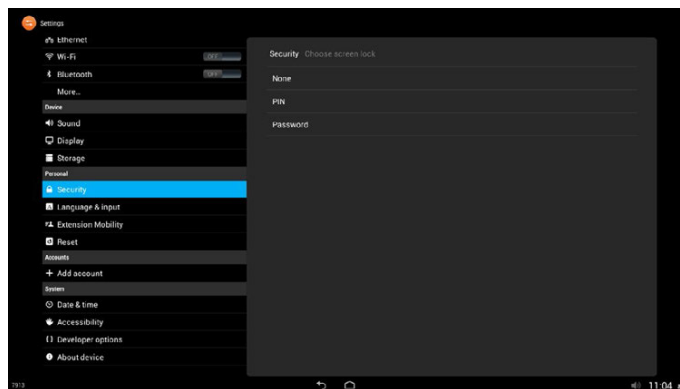 Settings
Ethernet
Wi-Fi OFF
Bluetooth OFF
More...
Device
Sound
Display
Storage
Personal
Security
Language & input
Extension Mobility
Reset
Accounts
+ Add account
System
Date & time
Accessibility
{ } Developer options
About device
Security Choose screen lock
None
PIN
Password
7913
11:04